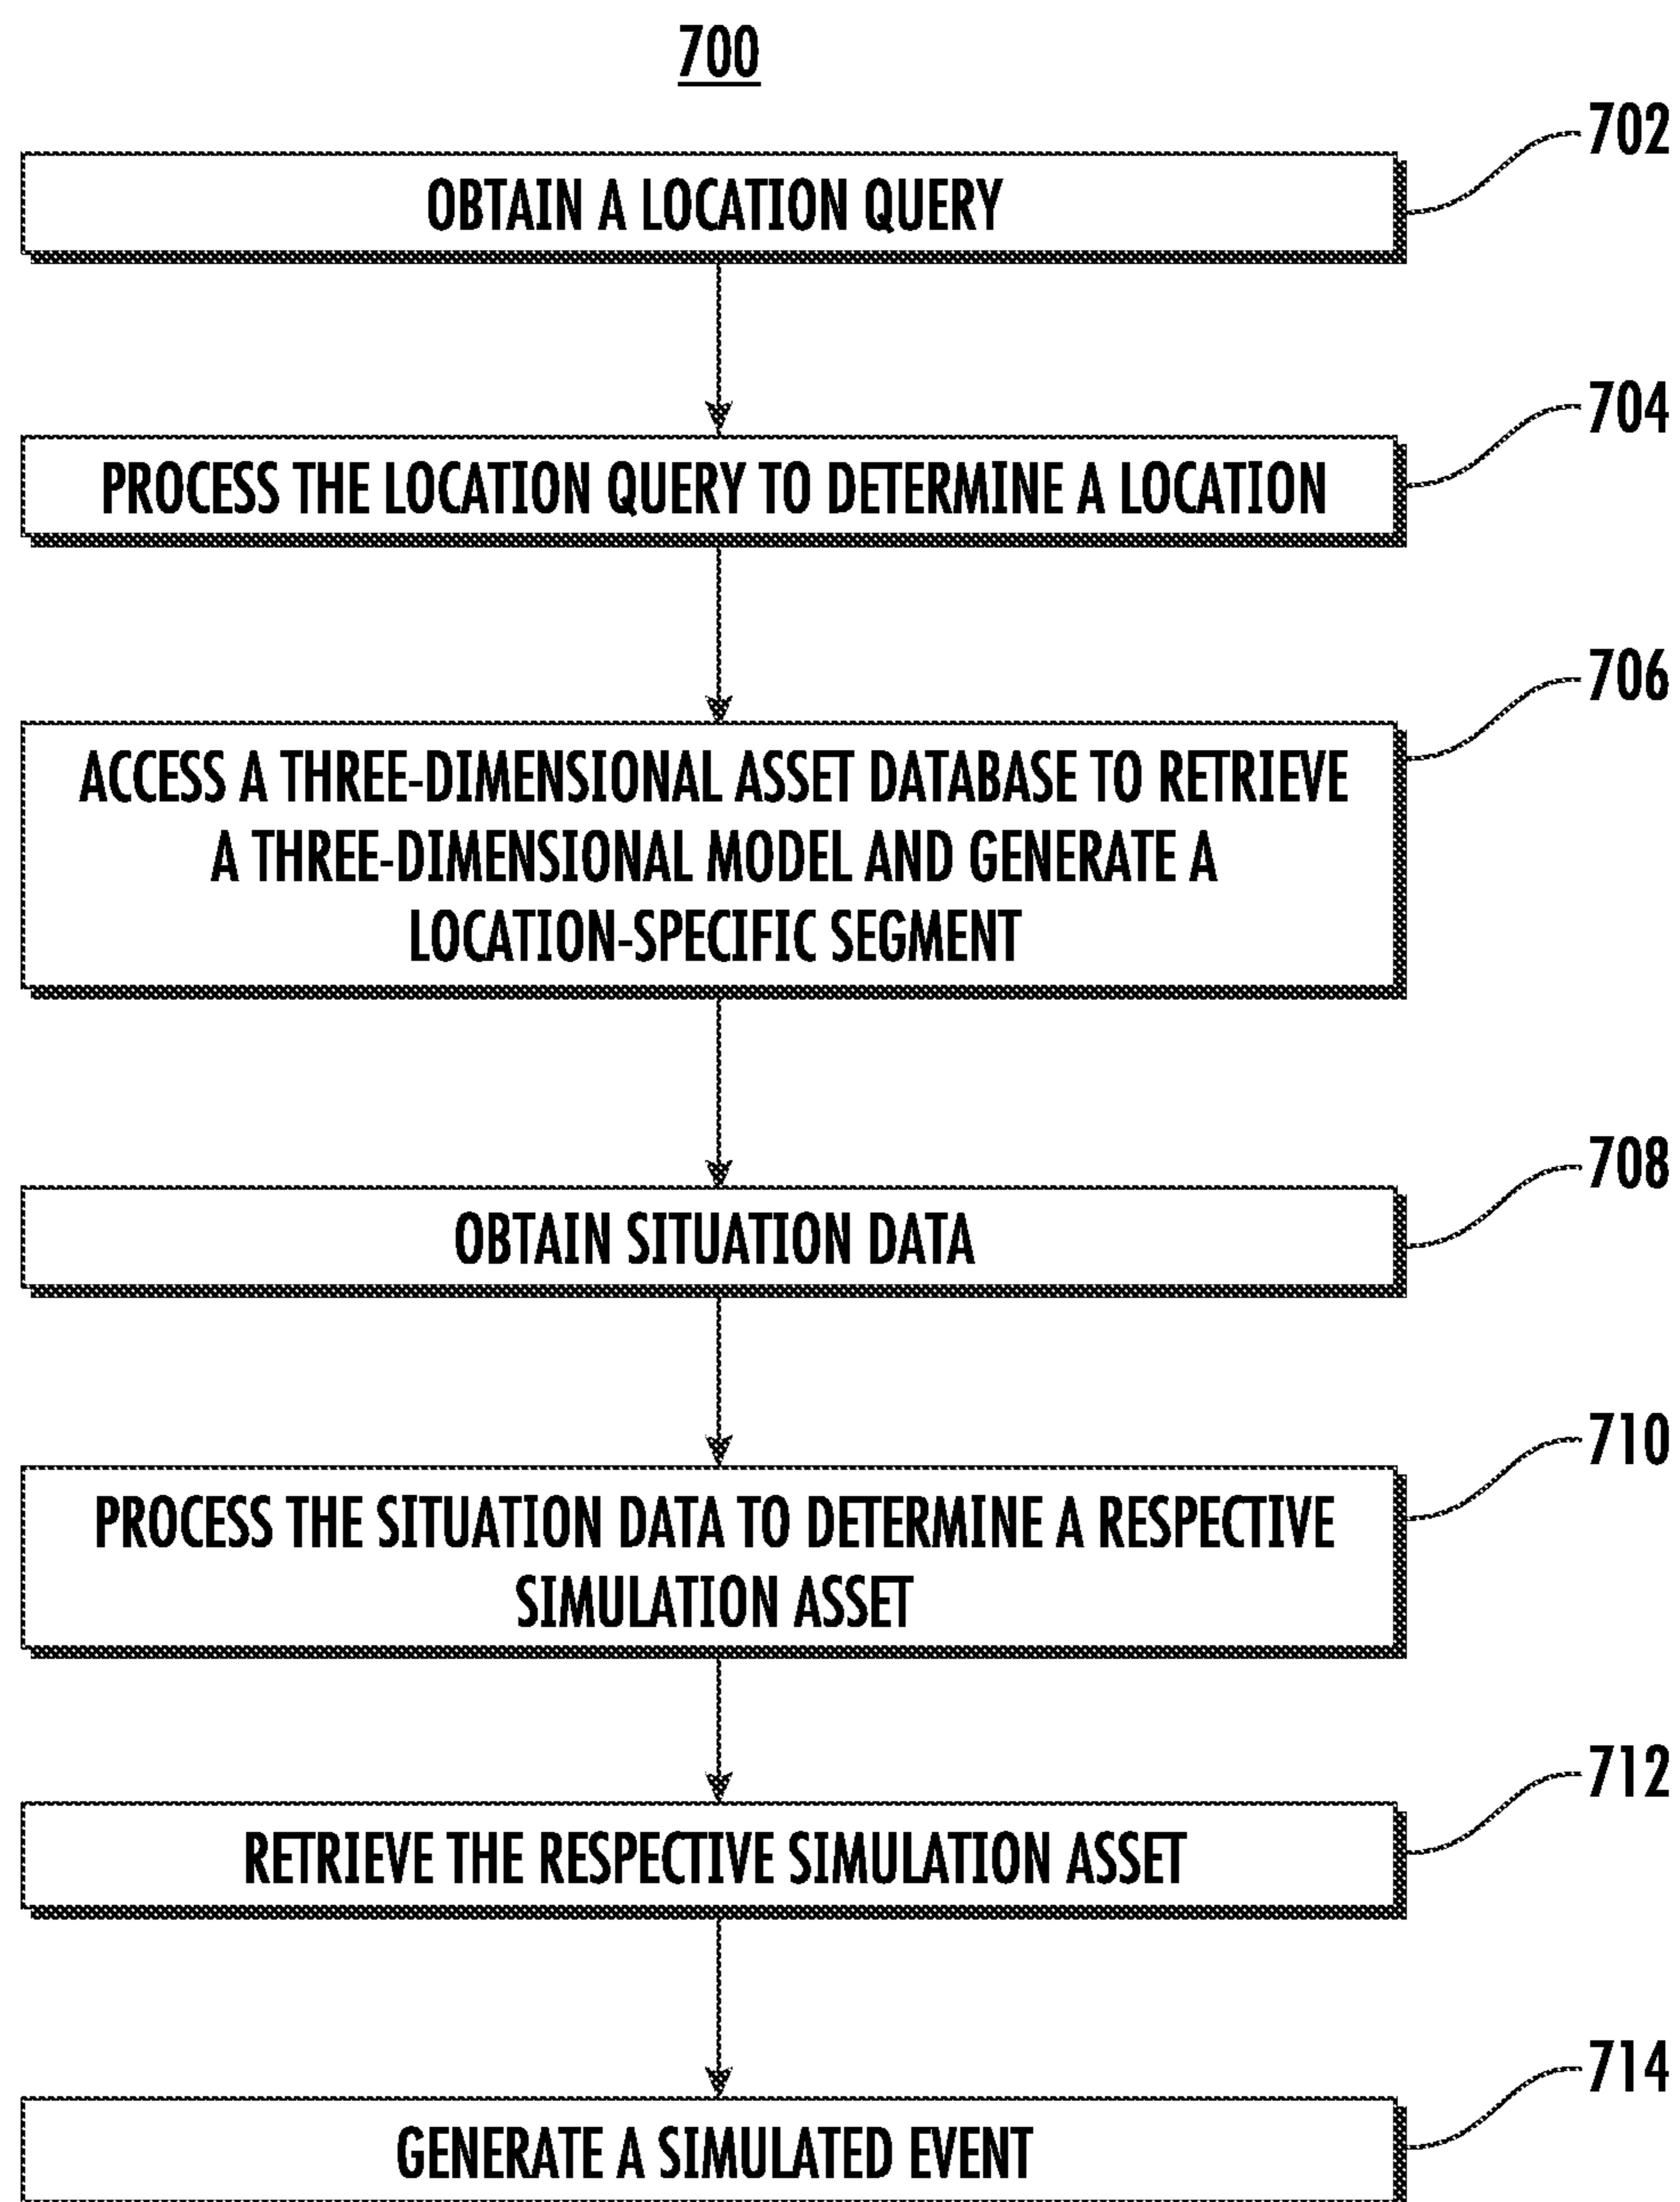 700
702
OBTAIN A LOCATION QUERY
704
PROCESS THE LOCATION QUERY TO DETERMINE A LOCATION
706
ACCESS A THREE-DIMENSIONAL ASSET DATABASE TO RETRIEVE
A THREE-DIMENSIONAL MODEL AND GENERATE A
LOCATION-SPECIFIC SEGMENT
708
OBTAIN SITUATION DATA
710
PROCESS THE SITUATION DATA TO DETERMINE A RESPECTIVE
SIMULATION ASSET
712
RETRIEVE THE RESPECTIVE SIMULATION ASSET
714
GENERATE A SIMULATED EVENT